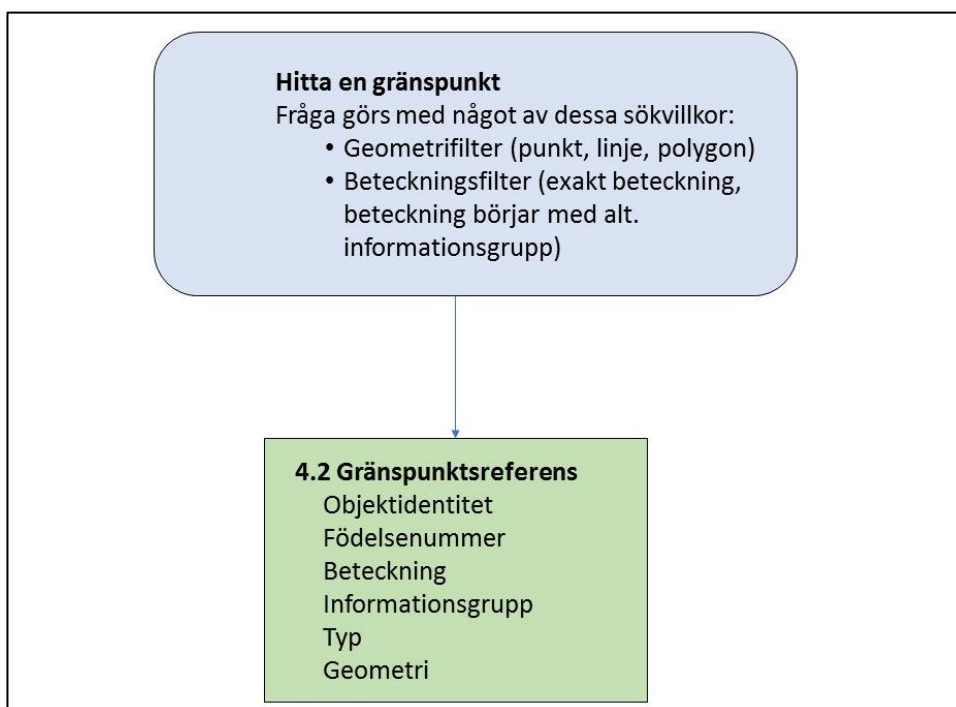 Hitta en gränspunkt
Fråga görs med något av dessa sökvillkor:
• Geometrifilter (punkt, linje, polygon)
• Beteckningsfilter (exakt beteckning,
beteckning börjar med alt.
informationsgrupp)
4.2 Gränspunktsreferens
Objektidentitet
Födelsenummer
Beteckning
Informationsgrupp
Typ
Geometri